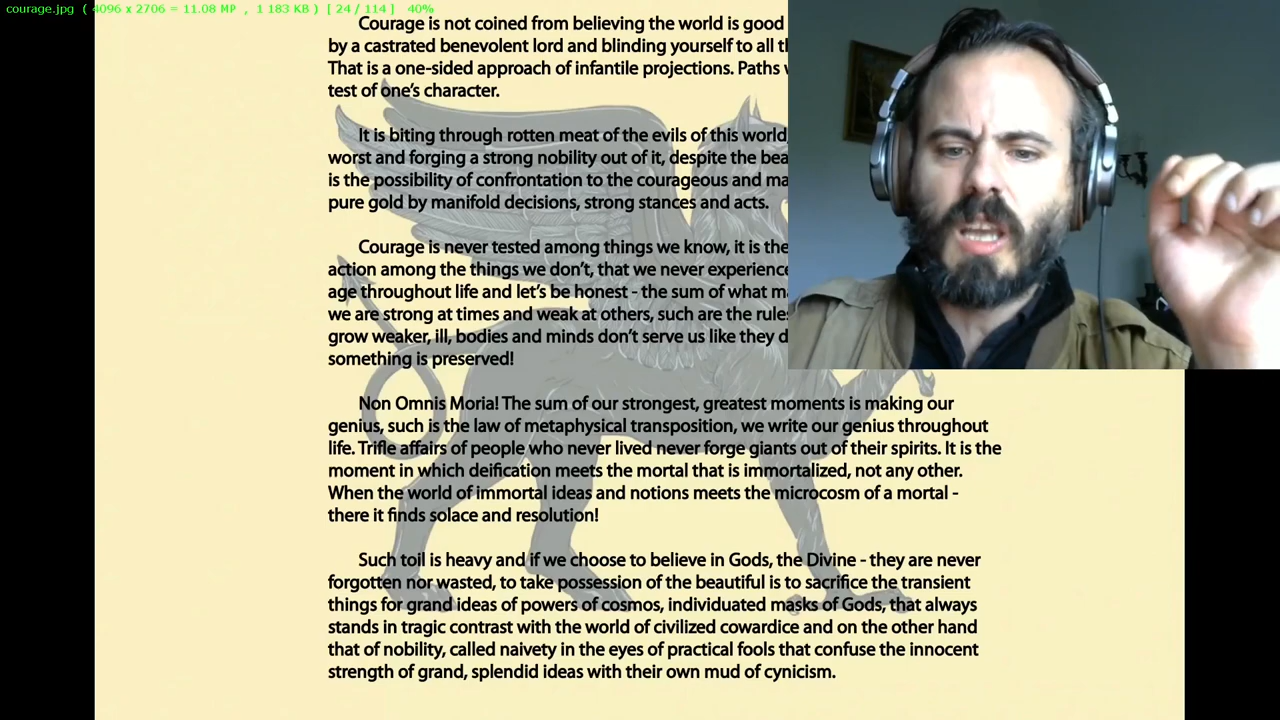 courage.jpg ( 4096 x 2706 = 11.08 MP , 1 183 KB ) [ 24 / 114 ] 40%
Courage is not coined from believing the world is good
by a castrated benevolent lord and blinding yourself to all
That is a one-sided approach of infantile projections. Paths
test of one's character.
It is biting through rotten meat of the evils of this world,
worst and forging a strong nobility out of it, despite the
is the possibility of confrontation to the courageous and
pure gold by manifold decisions, strong stances and acts.
Courage is never tested among things we know, it is the
action among the things we don't, that we never experience
age throughout life and let's be honest - the sum of what
we are strong at times and weak at others, such are the
grow weaker, ill, bodies and minds don't serve us like they
something is preserved!
Non Omnis Moria! The sum of our strongest, greatest moments is making our
genius, such is the law of metaphysical transposition, we write our genius throughout
life. Trifle affairs of people who never lived never forge giants out of their spirits. It is the
moment in which deification meets the mortal that is immortalized, not any other.
When the world of immortal ideas and notions meets the microcosm of a mortal -
there it finds solace and resolution!
Such toil is heavy and if we choose to believe in Gods, the Divine - they are never
forgotten nor wasted, to take possession of the beautiful is to sacrifice the transient
things for grand ideas of powers of cosmos, individuated masks of Gods, that always
stands in tragic contrast with the world of civilized cowardice and on the other hand
that of nobility, called naivety in the eyes of practical fools that confuse the innocent
strength of grand, splendid ideas with their own mud of cynicism.